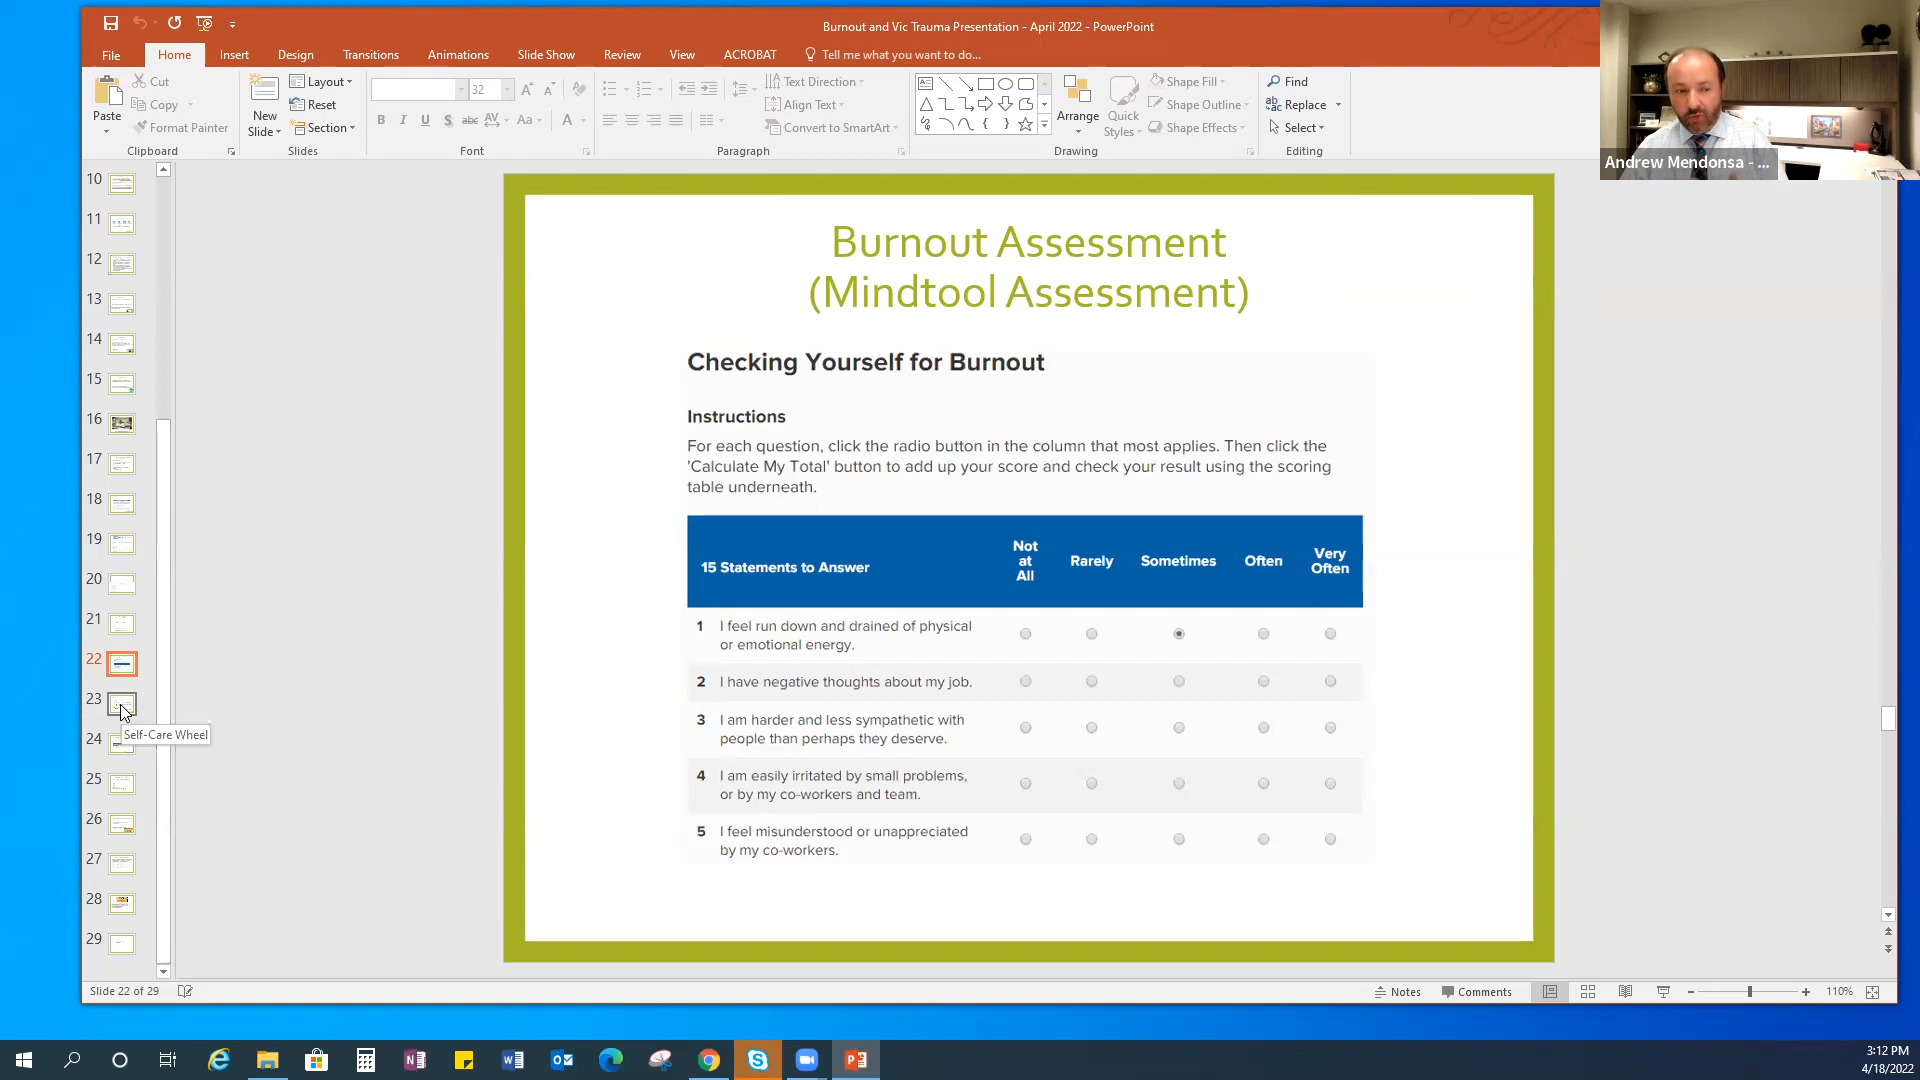 Burnout and Vic Trauma Presentation - April 2022 - PowerPoint
File Home Insert Design Transitions Animations Slide Show Review View ACROBAT Tell me what you want to do...
Paste
Cut
Copy
Format Painter
Clipboard
New
Slide
Layout
Reset
Section
Slides
32
B I U S abc AV Aa A
Font
Text Direction
Align Text
Convert to SmartArt
Paragraph
Arrange
Quick
Styles
Shape Fill
Shape Outline
Shape Effects
Drawing
Find
Replace
Select
Editing
Andrew Mendonsa - ...
10
11
12
13
14
15
16
17
18
19
20
21
22
23
Self-Care Wheel
24
25
26
27
28
29
Burnout Assessment
(Mindtool Assessment)
Checking Yourself for Burnout
Instructions
For each question, click the radio button in the column that most applies. Then click the
'Calculate My Total' button to add up your score and check your result using the scoring
table underneath.
15 Statements to Answer Not at All Rarely Sometimes Often Very Often
1 I feel run down and drained of physical
or emotional energy.
2 I have negative thoughts about my job.
3 I am harder and less sympathetic with
people than perhaps they deserve.
4 I am easily irritated by small problems,
or by my co-workers and team.
5 I feel misunderstood or unappreciated
by my co-workers.
Slide 22 of 29
Notes Comments 110%
3:12 PM
4/18/2022